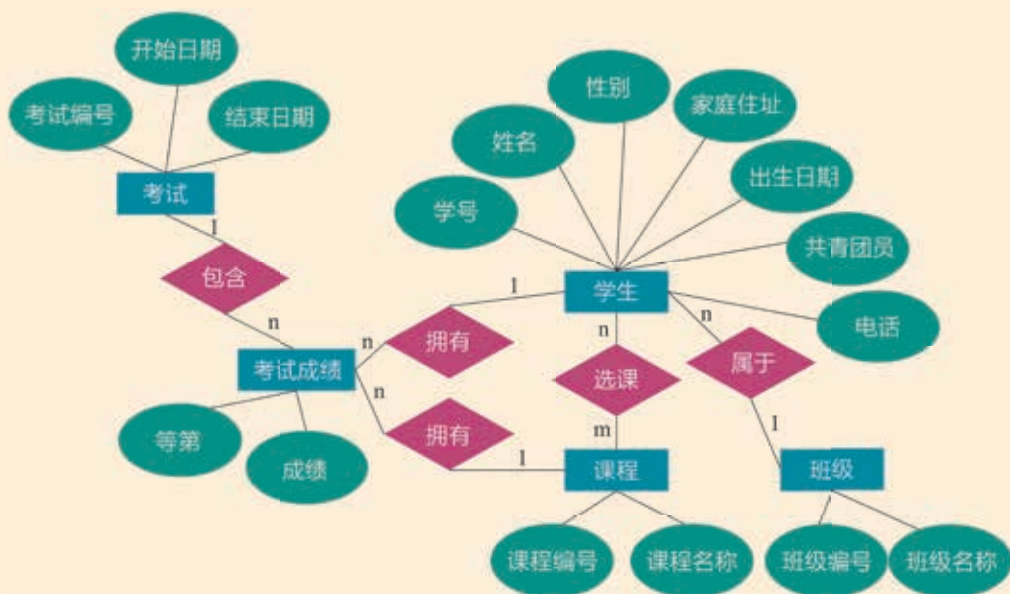 开始日期
考试编号
结束日期
考试
1
包含
n
考试成绩
等第
成绩
性别
家庭住址
姓名
出生日期
学号
共青团员
学生
电话
1
n
拥有
n
n
选课
属于
n
拥有
m
1
1
课程
班级
课程编号
课程名称
班级编号
班级名称